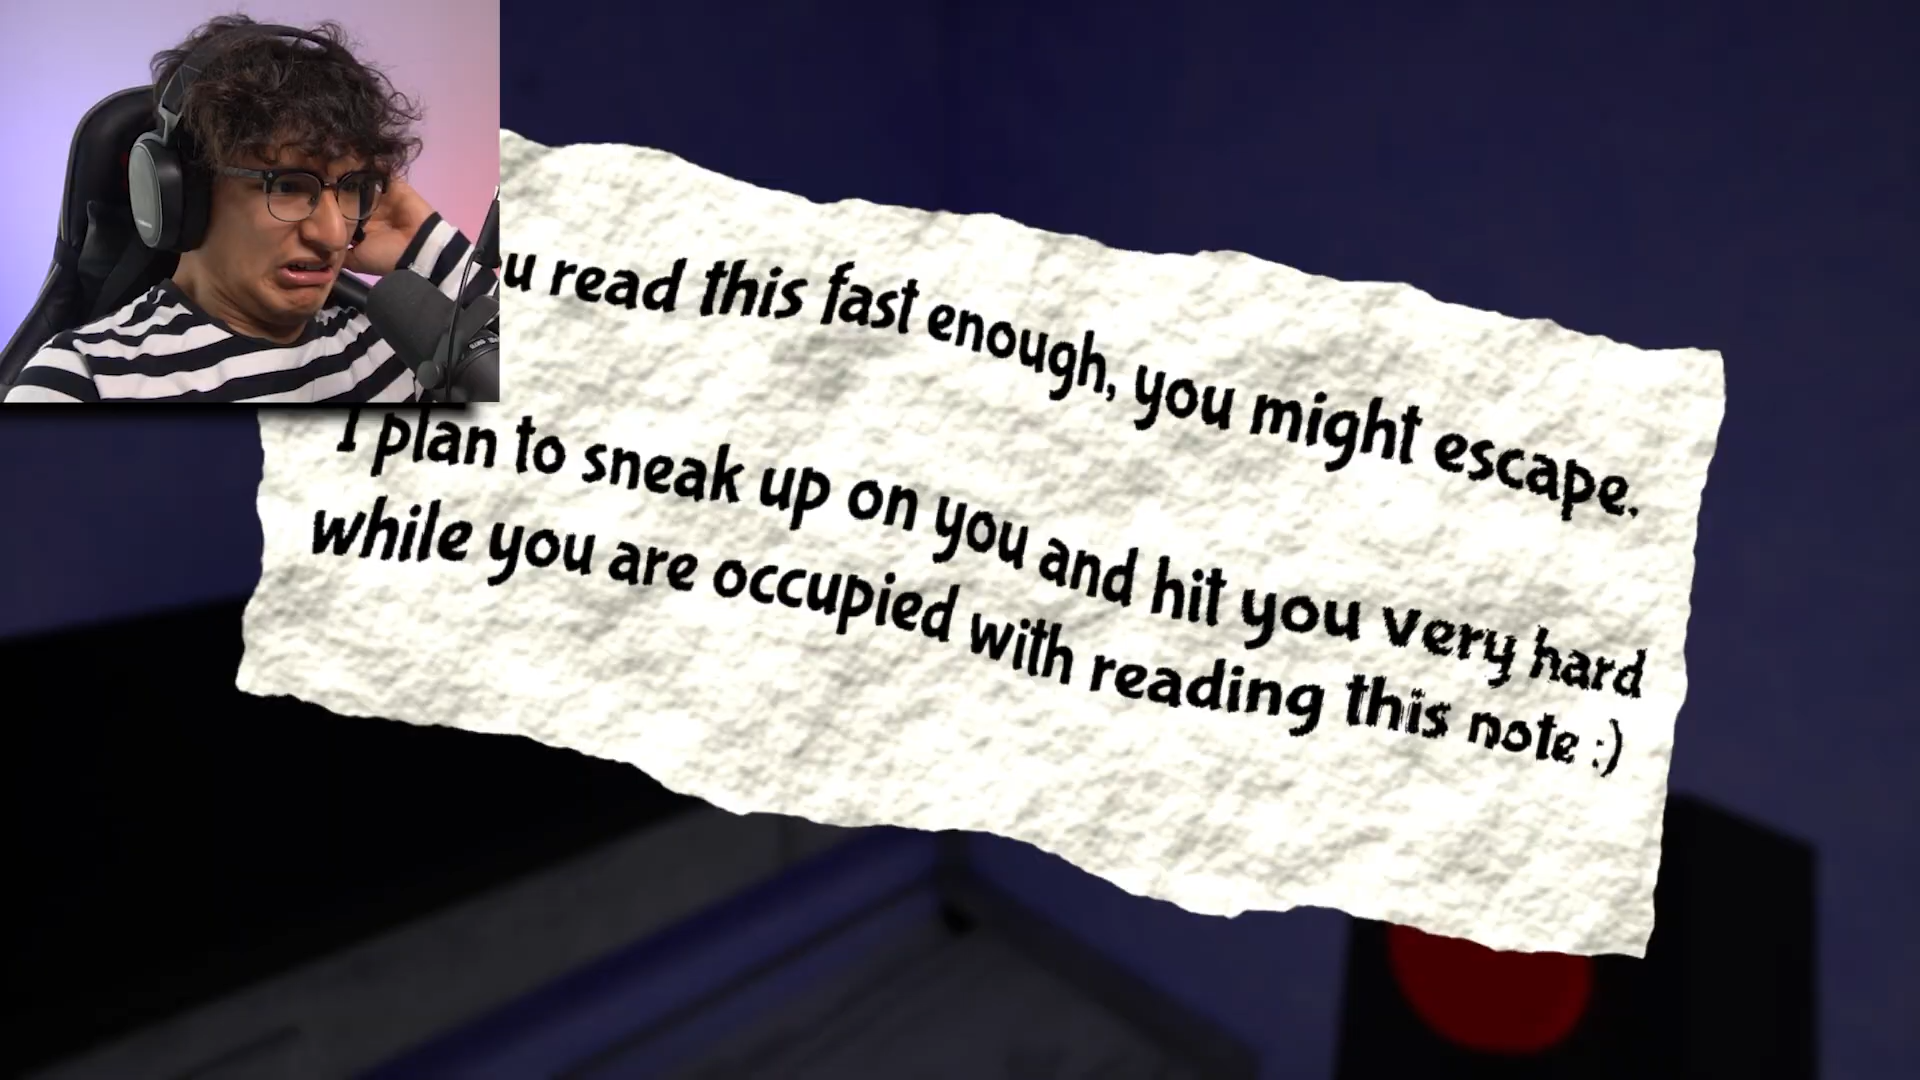 u read this fast enough, you might escape.
I plan to sneak up on you and hit you very hard
while you are occupied with reading this note :)